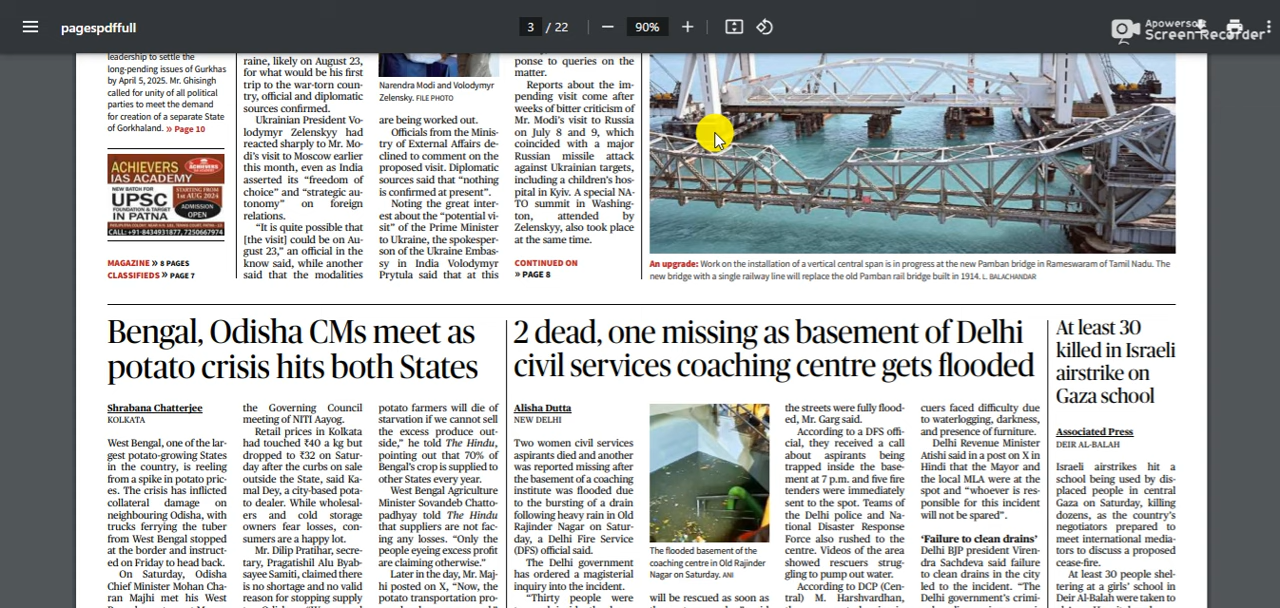 pagespdffull
3 / 22
90%
Apowersoft
Screen Recorder
leadership to settle the
long-pending issues of Gurkhas
by April 5, 2025. Mr. Ghisingh
called for unity of all political
parties to meet the demand
for creation of a separate State
of Gorkhaland. » Page 10
ACHIEVERS
IAS ACADEMY
ACHIEVERS
NEW BATCH FOR
UPSC
FOUNDATION & TARGET
IN PATNA
STARTING FROM
1st AUG 2024
ADMISSION
OPEN
CALL: +91-8434931877, 7250667974
MAGAZINE » 8 PAGES
CLASSIFIEDS » PAGE 7
raine, likely on August 23,
for what would be his first
trip to the war-torn coun-
try, official and diplomatic
sources confirmed.
Ukrainian President Vo-
lodymyr Zelenskyy had
reacted sharply to Mr. Mo-
di's visit to Moscow earlier
this month, even as India
asserted its "freedom of
choice" and "strategic au-
tonomy" on foreign
relations.
"It is quite possible that
[the visit] could be on Au-
gust 23," an official in the
know said, while another
said that the modalities
Narendra Modi and Volodymyr
Zelensky. FILE PHOTO
are being worked out.
Officials from the Minis-
try of External Affairs de-
clined to comment on the
proposed visit. Diplomatic
sources said that "nothing
is confirmed at present".
Noting the great inter-
est about the "potential vi-
sit" of the Prime Minister
to Ukraine, the spokesper-
son of the Ukraine Embas-
sy in India Volodymyr
Prytula said that at this
ponse to queries on the
matter.
Reports about the im-
pending visit come after
weeks of bitter criticism of
Mr. Modi's visit to Russia
on July 8 and 9, which
coincided with a major
Russian missile attack
against Ukrainian targets,
including a children's hos-
pital in Kyiv. A special NA-
TO summit in Washing-
ton, attended by
Zelenskyy, also took place
at the same time.
CONTINUED ON
» PAGE 8
An upgrade: Work on the installation of a vertical central span is in progress at the new Pamban bridge in Rameswaram of Tamil Nadu. The
new bridge with a single railway line will replace the old Pamban rail bridge built in 1914. L. BALACHANDAR
Bengal, Odisha CMs meet as
potato crisis hits both States
Shrabana Chatterjee
KOLKATA
West Bengal, one of the lar-
gest potato-growing States
in the country, is reeling
from a spike in potato pric-
es. The crisis has inflicted
collateral damage on
neighbouring Odisha, with
trucks ferrying the tuber
from West Bengal stopped
at the border and instruct-
ed on Friday to head back.
On Saturday, Odisha
Chief Minister Mohan Cha-
ran Majhi met his West
the Governing Council
meeting of NITI Aayog.
Retail prices in Kolkata
had touched ₹40 a kg but
dropped to ₹32 on Satur-
day after the curbs on sale
outside the State, said Ka-
mal Dey, a city-based pota-
to dealer. While wholesal-
ers and cold storage
owners fear losses, con-
sumers are a happy lot.
Mr. Dilip Pratihar, secre-
tary, Pragatishil Alu Byab-
sayee Samiti, claimed there
is no shortage and no valid
reason for stopping supply
potato farmers will die of
starvation if we cannot sell
the excess produce out-
side," he told The Hindu,
pointing out that 70% of
Bengal's crop is supplied to
other States every year.
West Bengal Agriculture
Minister Sovandeb Chatto-
padhyay told The Hindu
that suppliers are not fac-
ing any losses. "Only the
people eyeing excess profit
are claiming otherwise."
Later in the day, Mr. Maj-
hi posted on X, "Now, the
potato transportation pro-
2 dead, one missing as basement of Delhi
civil services coaching centre gets flooded
Alisha Dutta
NEW DELHI
Two women civil services
aspirants died and another
was reported missing after
the basement of a coaching
institute was flooded due
to the bursting of a drain
following heavy rain in Old
Rajinder Nagar on Satur-
day, a Delhi Fire Service
(DFS) official said.
The Delhi government
has ordered a magisterial
inquiry into the incident.
"Thirty people were
The flooded basement of the
coaching centre in Old Rajinder
Nagar on Saturday. ANI
will be rescued as soon as
the streets were fully flood-
ed, Mr. Garg said.
According to a DFS offi-
cial, they received a call
about aspirants being
trapped inside the base-
ment at 7 p.m. and five fire
tenders were immediately
sent to the spot. Teams of
the Delhi police and Na-
tional Disaster Response
Force also rushed to the
centre. Videos of the area
showed rescuers strug-
gling to pump out water.
According to DCP (Cen-
tral) M. Harshvardhan,
cuers faced difficulty due
to waterlogging, darkness,
and presence of furniture.
Delhi Revenue Minister
Atishi said in a post on X in
Hindi that the Mayor and
the local MLA were at the
spot and "whoever is res-
ponsible for this incident
will not be spared".
'Failure to clean drains'
Delhi BJP president Viren-
dra Sachdeva said failure
to clean drains in the city
led to the incident. "The
Delhi government's crimi-
At least 30
killed in Israeli
airstrike on
Gaza school
Associated Press
DEIR AL-BALAH
Israeli airstrikes hit a
school being used by dis-
placed people in central
Gaza on Saturday, killing
dozens, as the country's
negotiators prepared to
meet international media-
tors to discuss a proposed
cease-fire.
At least 30 people shel-
tering at a girls' school in
Deir Al-Balah were taken to